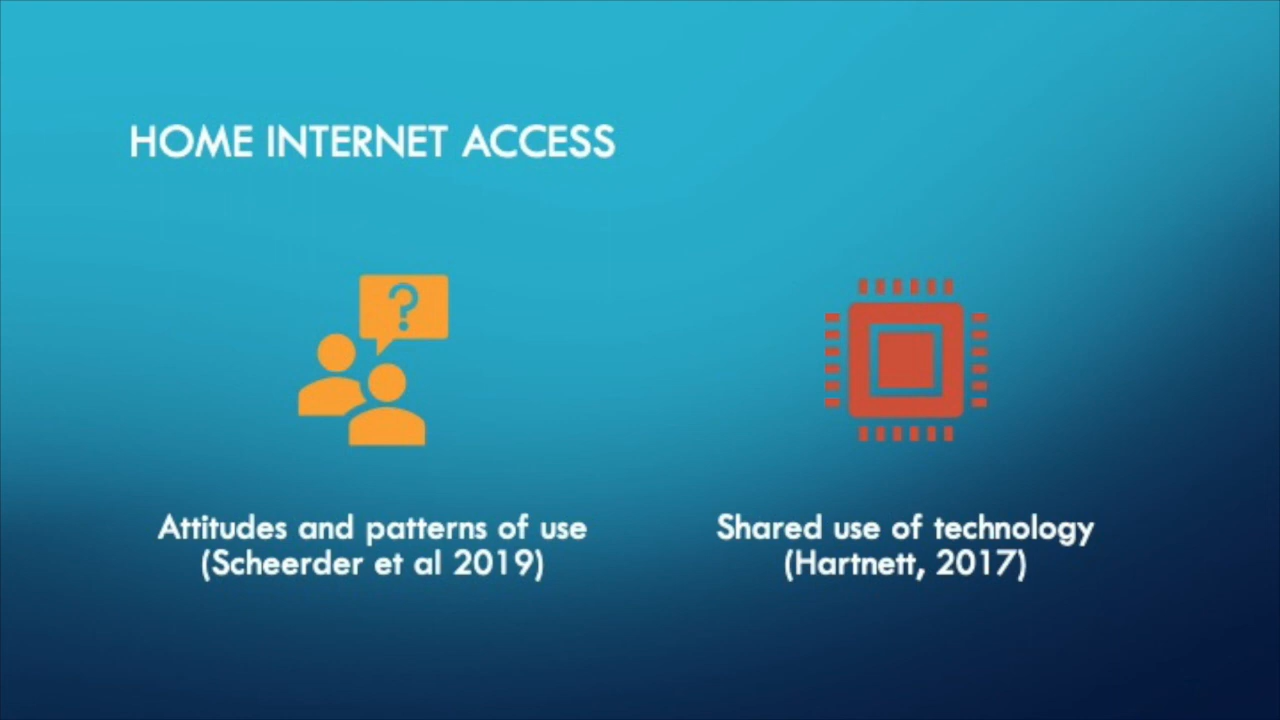 HOME INTERNET ACCESS
?
Attitudes and patterns of use
(Scheerder et al 2019)
Shared use of technology
(Hartnett, 2017)